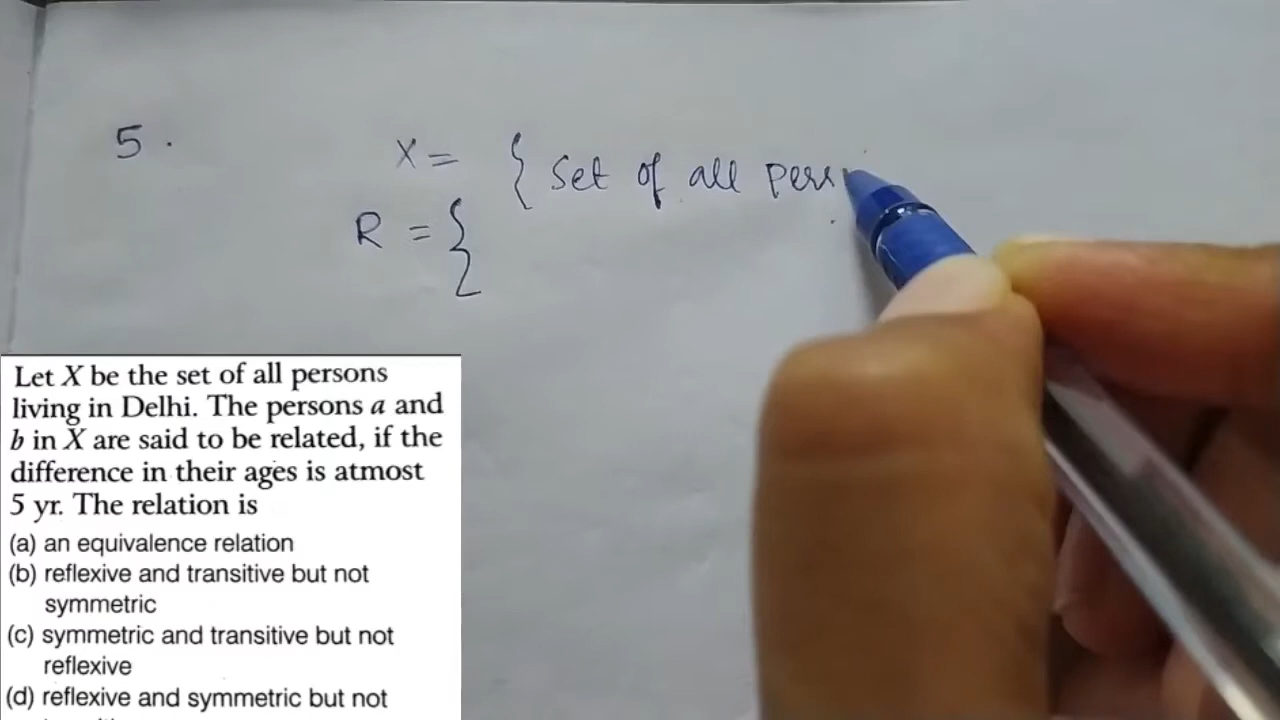 5.
X = { Set of all pers
R = {
Let X be the set of all persons
living in Delhi. The persons a and
b in X are said to be related, if the
difference in their ages is atmost
5 yr. The relation is
(a) an equivalence relation
(b) reflexive and transitive but not
symmetric
(c) symmetric and transitive but not
reflexive
(d) reflexive and symmetric but not